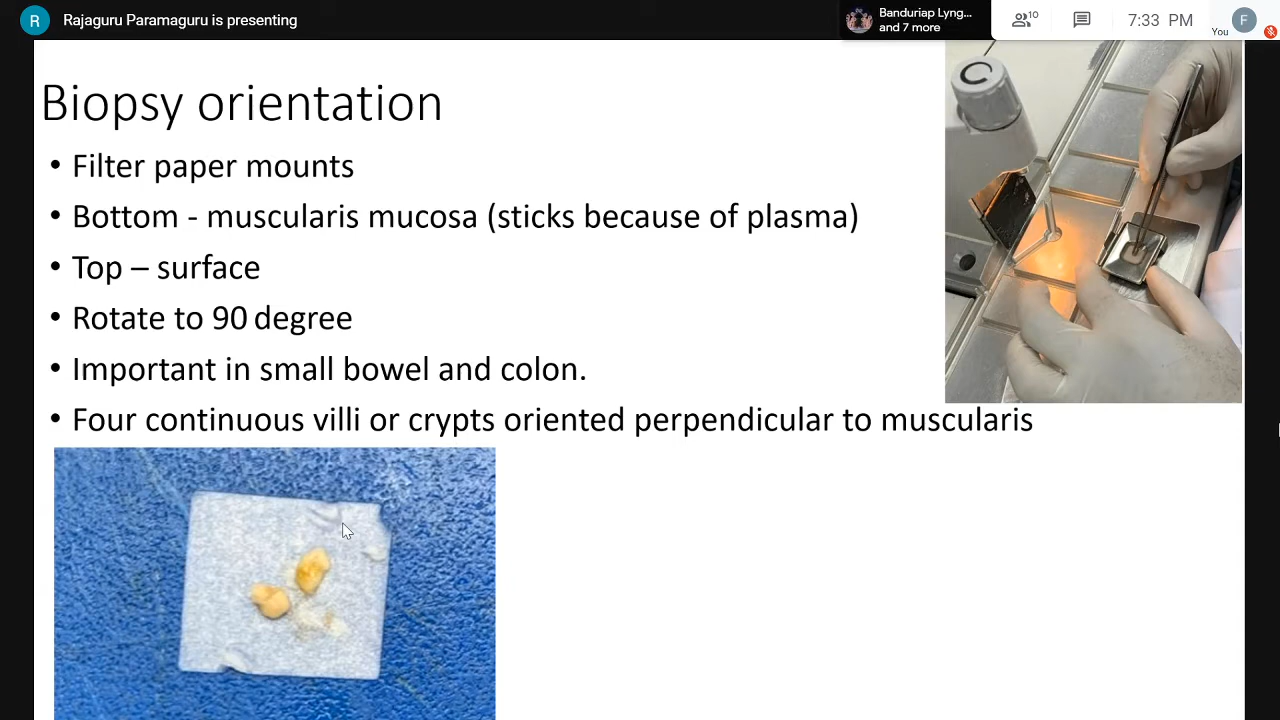 R Rajaguru Paramaguru is presenting
Banduriap Lyng...
and 7 more
10
7:33 PM
You
F
Biopsy orientation
• Filter paper mounts
• Bottom - muscularis mucosa (sticks because of plasma)
• Top – surface
• Rotate to 90 degree
• Important in small bowel and colon.
• Four continuous villi or crypts oriented perpendicular to muscularis